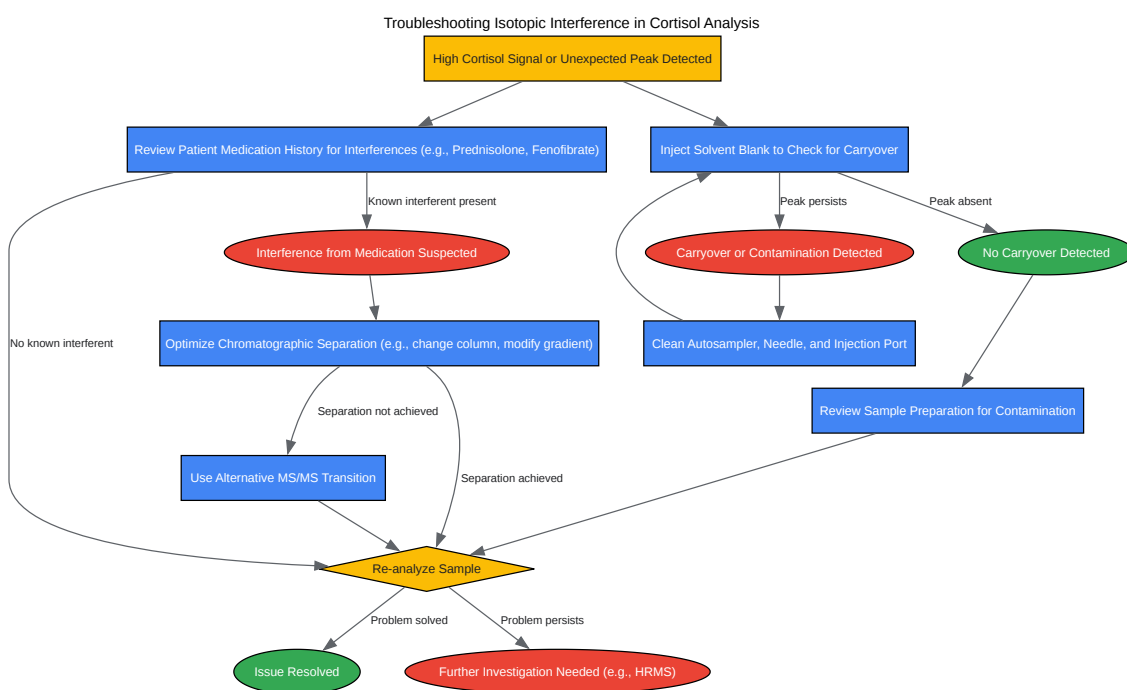 Troubleshooting Isotopic Interference in Cortisol Analysis
High Cortisol Signal or Unexpected Peak Detected
Review Patient Medication History for Interferences (e.g., Prednisolone, Fenofibrate)
Inject Solvent Blank to Check for Carryover
Known interferent present
Peak persists
Peak absent
Interference from Medication Suspected
Carryover or Contamination Detected
No Carryover Detected
No known interferent
Optimize Chromatographic Separation (e.g., change column, modify gradient)
Clean Autosampler, Needle, and Injection Port
Separation not achieved
Review Sample Preparation for Contamination
Use Alternative MS/MS Transition
Separation achieved
Re-analyze Sample
Problem solved
Problem persists
Issue Resolved
Further Investigation Needed (e.g., HRMS)